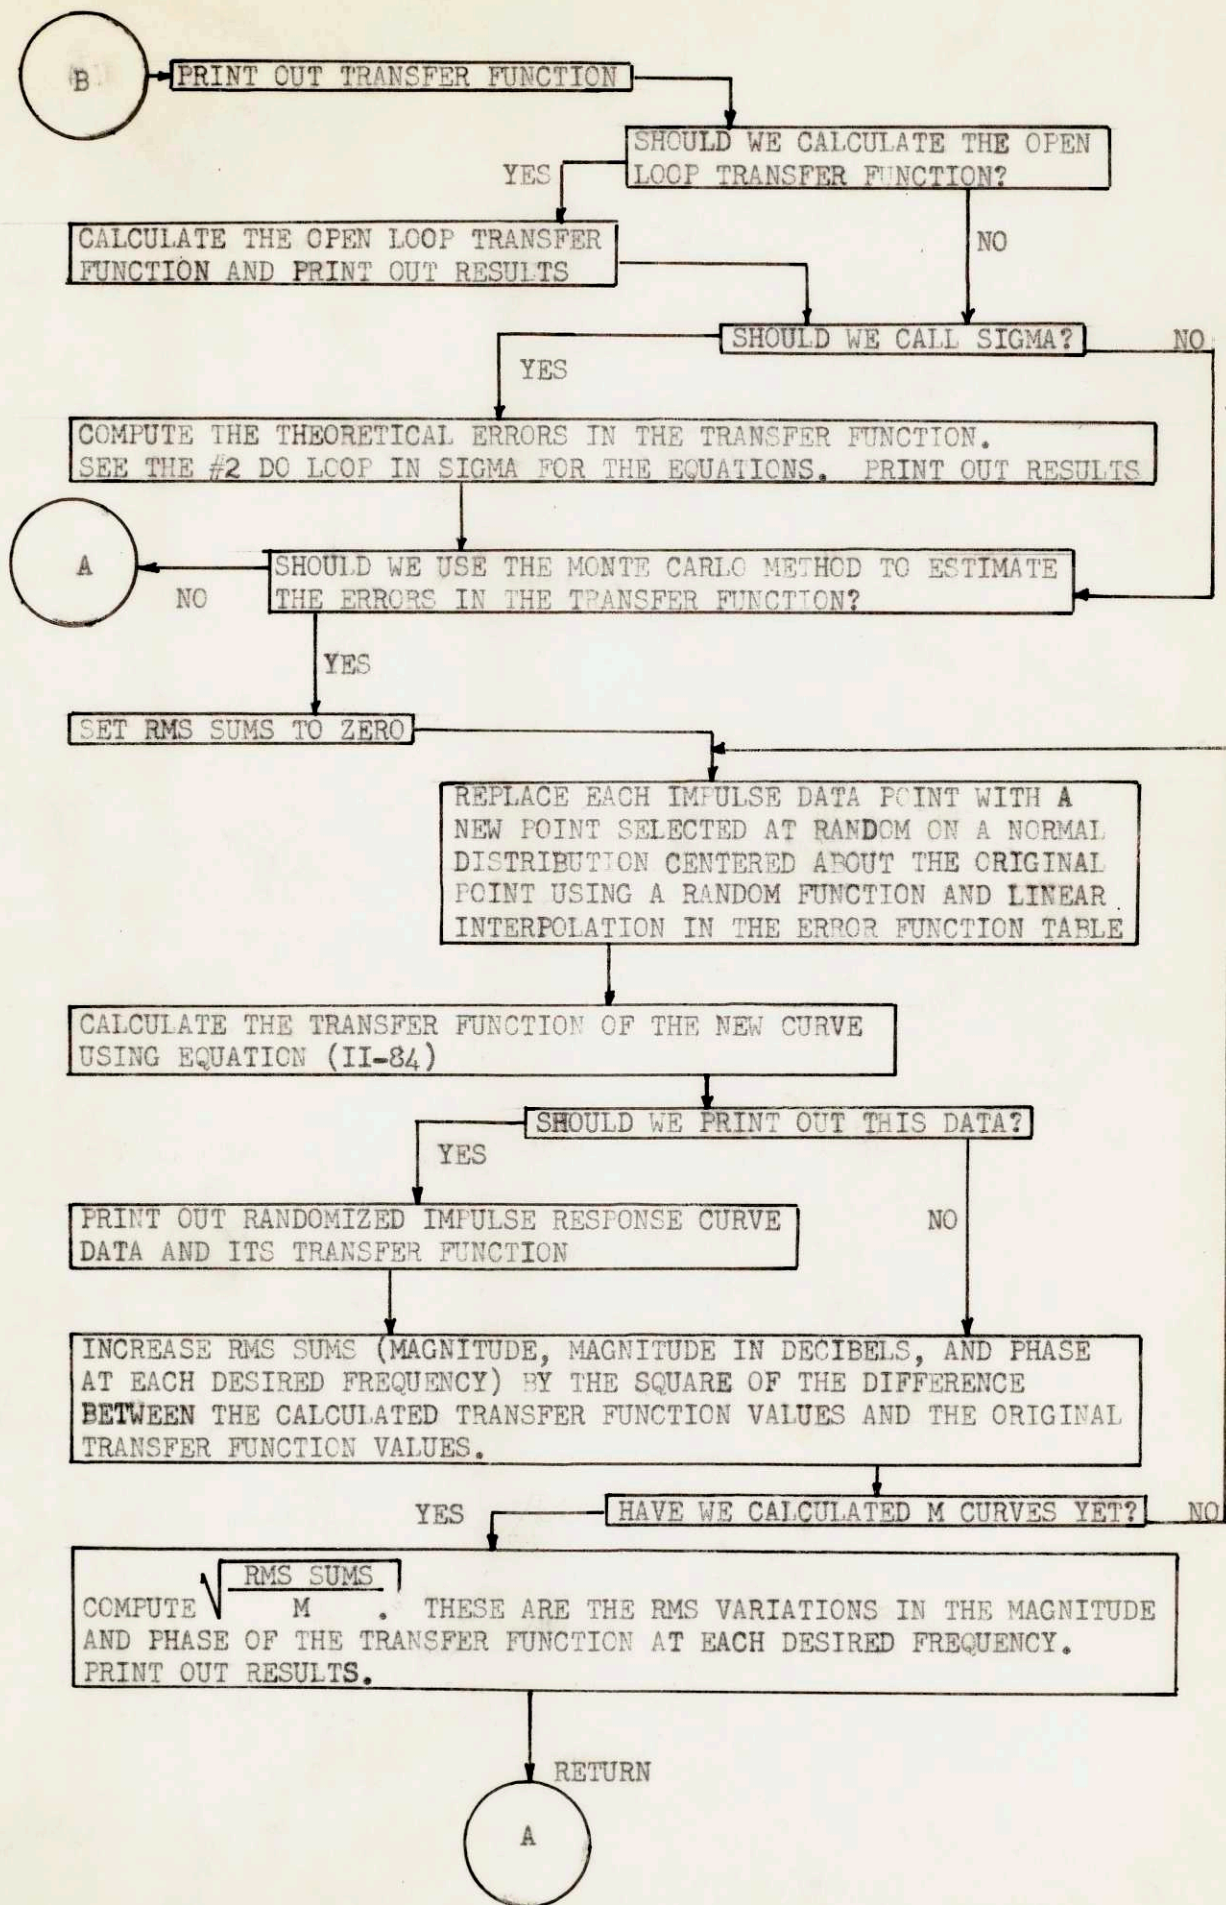 B
PRINT OUT TRANSFER FUNCTION
SHOULD WE CALCULATE THE OPEN
LOOP TRANSFER FUNCTION?
YES
NO
CALCULATE THE OPEN LOOP TRANSFER
FUNCTION AND PRINT OUT RESULTS
SHOULD WE CALL SIGMA?
NO
YES
COMPUTE THE THEORETICAL ERRORS IN THE TRANSFER FUNCTION.
SEE THE #2 DO LOOP IN SIGMA FOR THE EQUATIONS. PRINT OUT RESULTS
A
NO
SHOULD WE USE THE MONTE CARLO METHOD TO ESTIMATE
THE ERRORS IN THE TRANSFER FUNCTION?
YES
SET RMS SUMS TO ZERO
REPLACE EACH IMPULSE DATA POINT WITH A
NEW POINT SELECTED AT RANDOM ON A NORMAL
DISTRIBUTION CENTERED ABOUT THE ORIGINAL
POINT USING A RANDOM FUNCTION AND LINEAR
INTERPOLATION IN THE ERROR FUNCTION TABLE
CALCULATE THE TRANSFER FUNCTION OF THE NEW CURVE
USING EQUATION (II-84)
SHOULD WE PRINT OUT THIS DATA?
YES
NO
PRINT OUT RANDOMIZED IMPULSE RESPONSE CURVE
DATA AND ITS TRANSFER FUNCTION
INCREASE RMS SUMS (MAGNITUDE, MAGNITUDE IN DECIBELS, AND PHASE
AT EACH DESIRED FREQUENCY) BY THE SQUARE OF THE DIFFERENCE
BETWEEN THE CALCULATED TRANSFER FUNCTION VALUES AND THE ORIGINAL
TRANSFER FUNCTION VALUES.
YES
HAVE WE CALCULATED M CURVES YET?
NO
RMS SUMS
COMPUTE √ M . THESE ARE THE RMS VARIATIONS IN THE MAGNITUDE
AND PHASE OF THE TRANSFER FUNCTION AT EACH DESIRED FREQUENCY.
PRINT OUT RESULTS.
RETURN
A